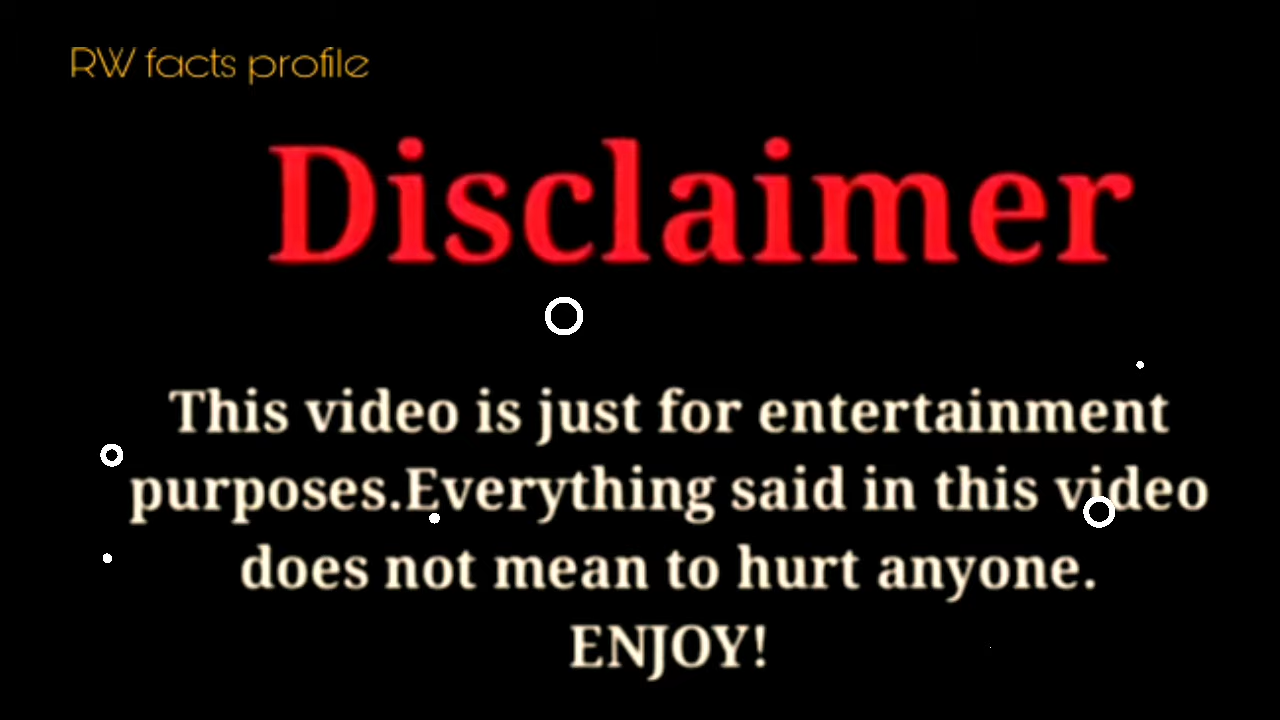 RW facts profile
Disclaimer
This video is just for entertainment
purposes.Everything said in this video
does not mean to hurt anyone.
ENJOY!